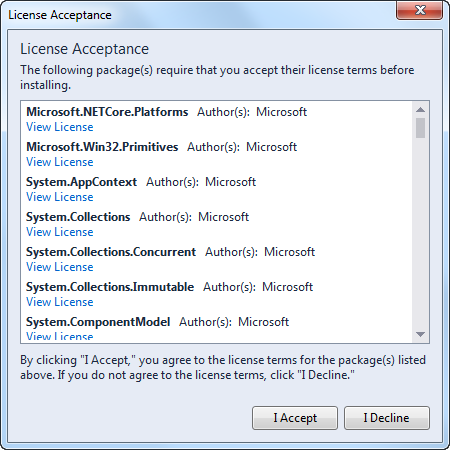 License Acceptance
License Acceptance
The following package(s) require that you accept their license terms before
installing.
Microsoft.NETCore.Platforms Author(s): Microsoft
View License
Microsoft.Win32.Primitives Author(s): Microsoft
View License
System.AppContext Author(s): Microsoft
View License
System.Collections Author(s): Microsoft
View License
System.Collections.Concurrent Author(s): Microsoft
View License
System.Collections.Immutable Author(s): Microsoft
View License
System.ComponentModel Author(s): Microsoft
View License
By clicking "I Accept," you agree to the license terms for the package(s) listed
above. If you do not agree to the license terms, click "I Decline."
I Accept I Decline